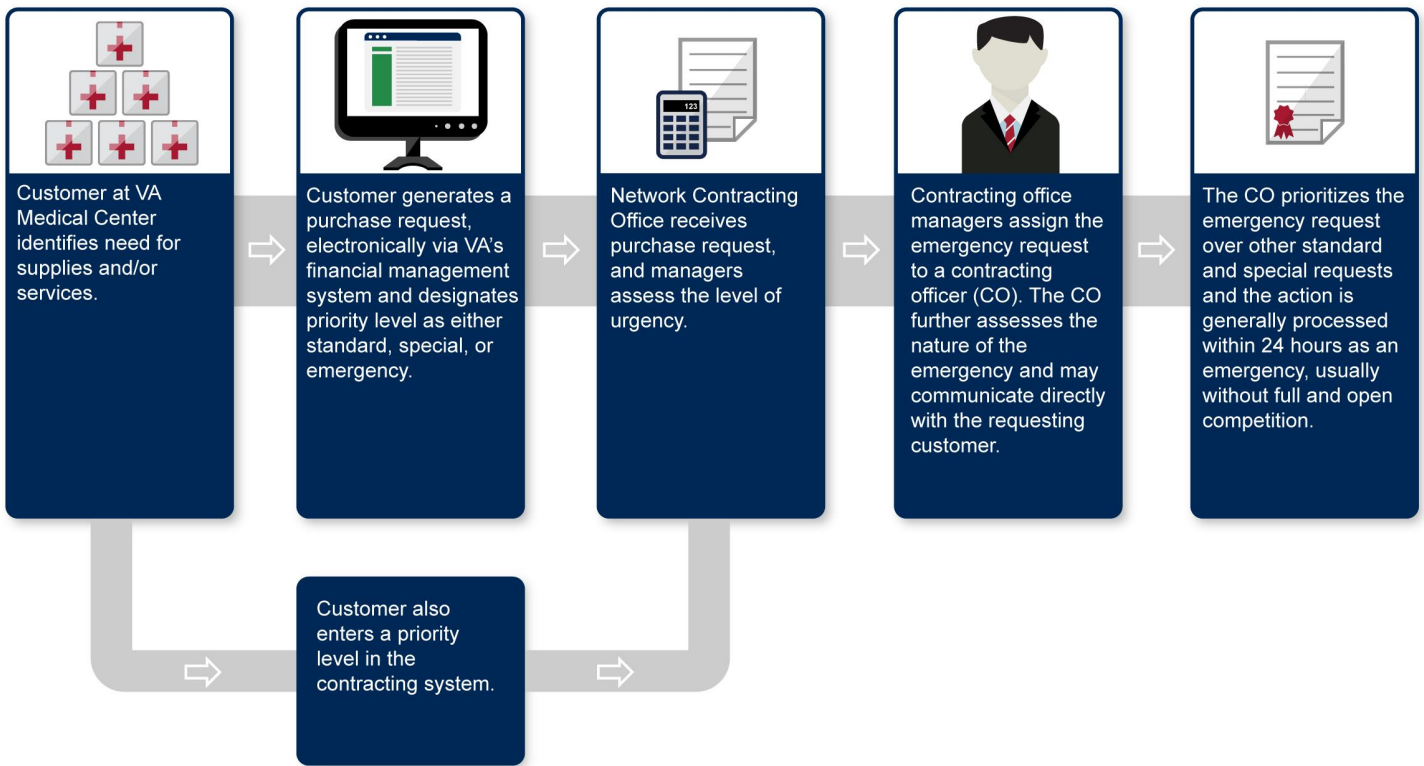 Customer at VA
Medical Center
identifies need for
supplies and/or
services.
Customer generates a
purchase request,
electronically via VA’s
financial management
system and designates
priority level as either
standard, special, or
emergency.
123
Network Contracting
Office receives
purchase request,
and managers
assess the level of
urgency.
Contracting office
managers assign the
emergency request
to a contracting
officer (CO). The CO
further assesses the
nature of the
emergency and may
communicate directly
with the requesting
customer.
The CO prioritizes the
emergency request
over other standard
and special requests
and the action is
generally processed
within 24 hours as an
emergency, usually
without full and open
competition.
Customer also
enters a priority
level in the
contracting system.